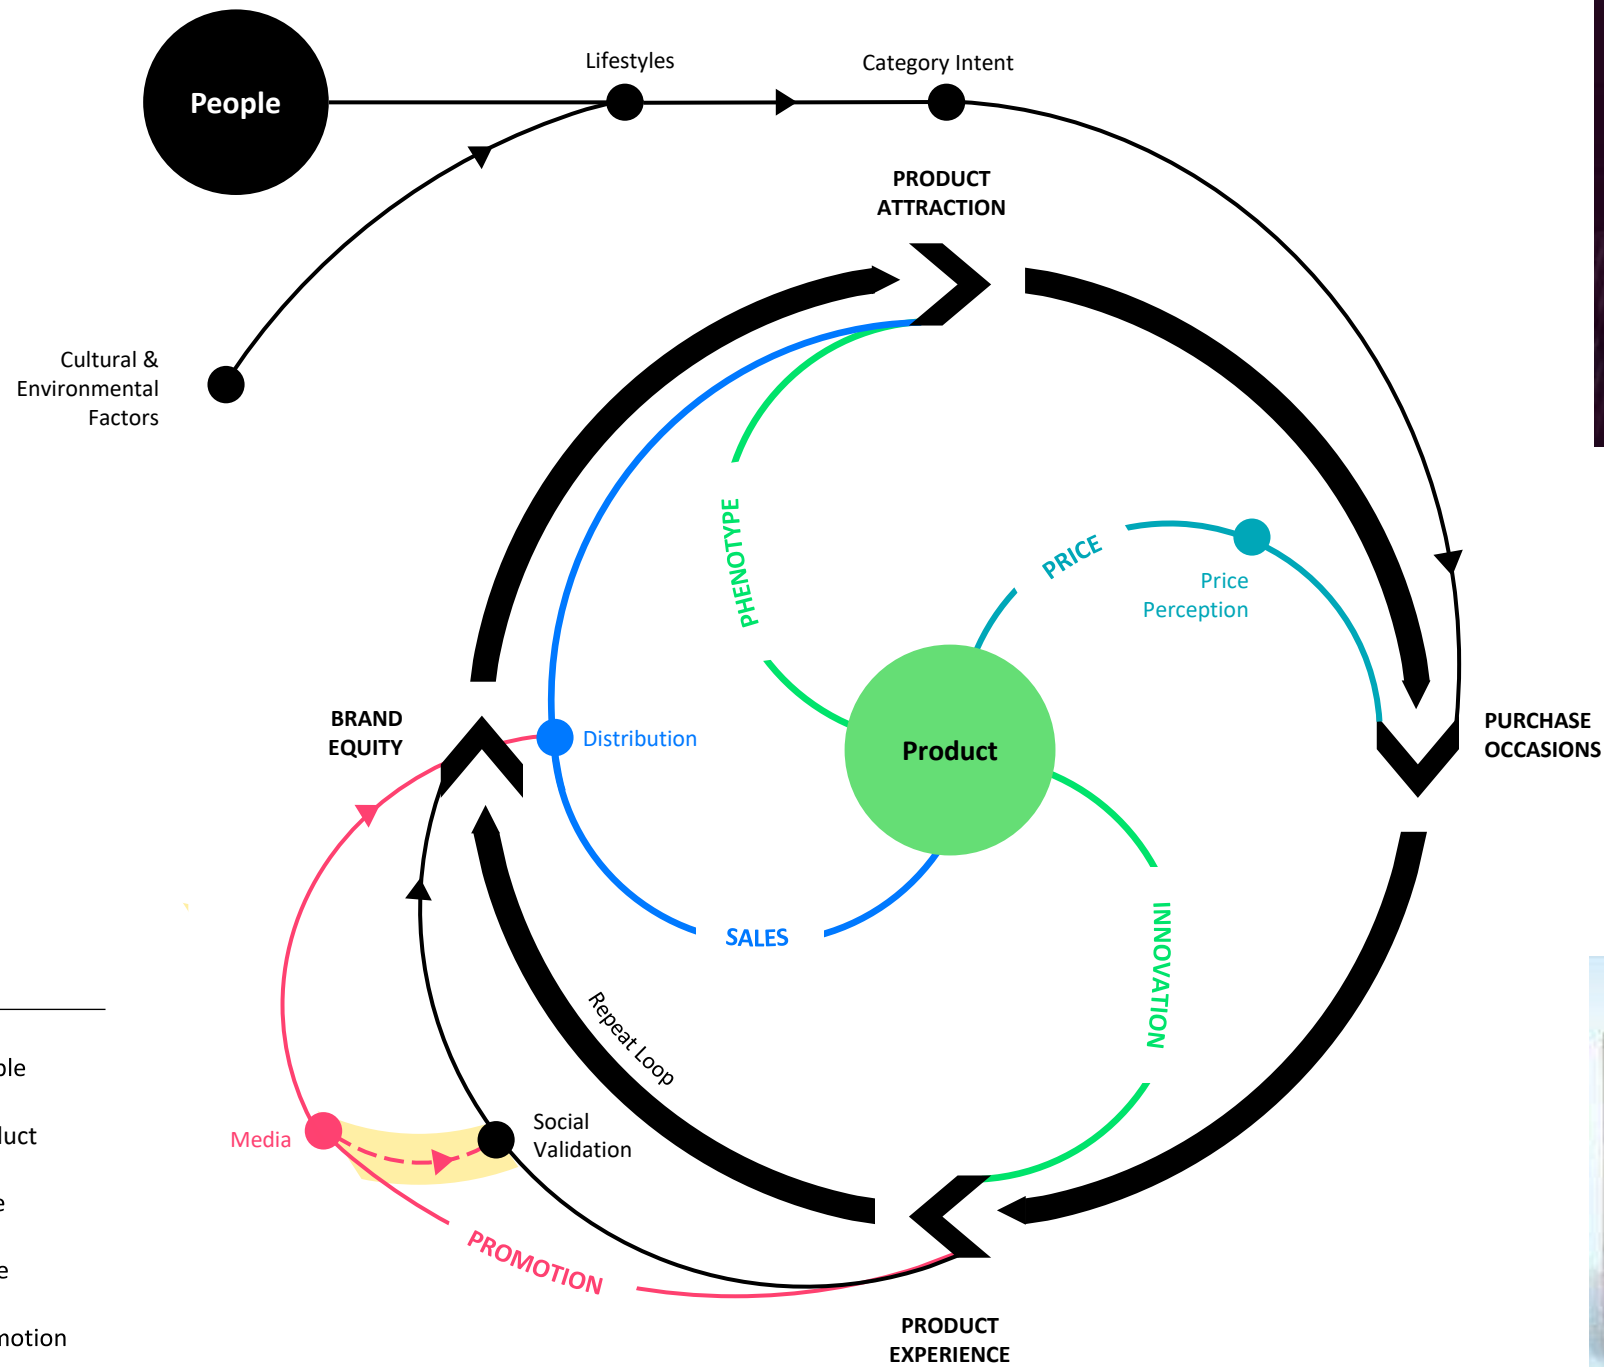 People
Lifestyles
Category Intent
PRODUCT
ATTRACTION
Cultural &
Environmental
Factors
PHENOTYPE
PRICE
Price
Perception
BRAND
EQUITY
Distribution
Product
PURCHASE
OCCASIONS
SALES
INNOVATION
Repeat Loop
Media
Social
Validation
PROMOTION
PRODUCT
EXPERIENCE
ple
duct
e
e
motion